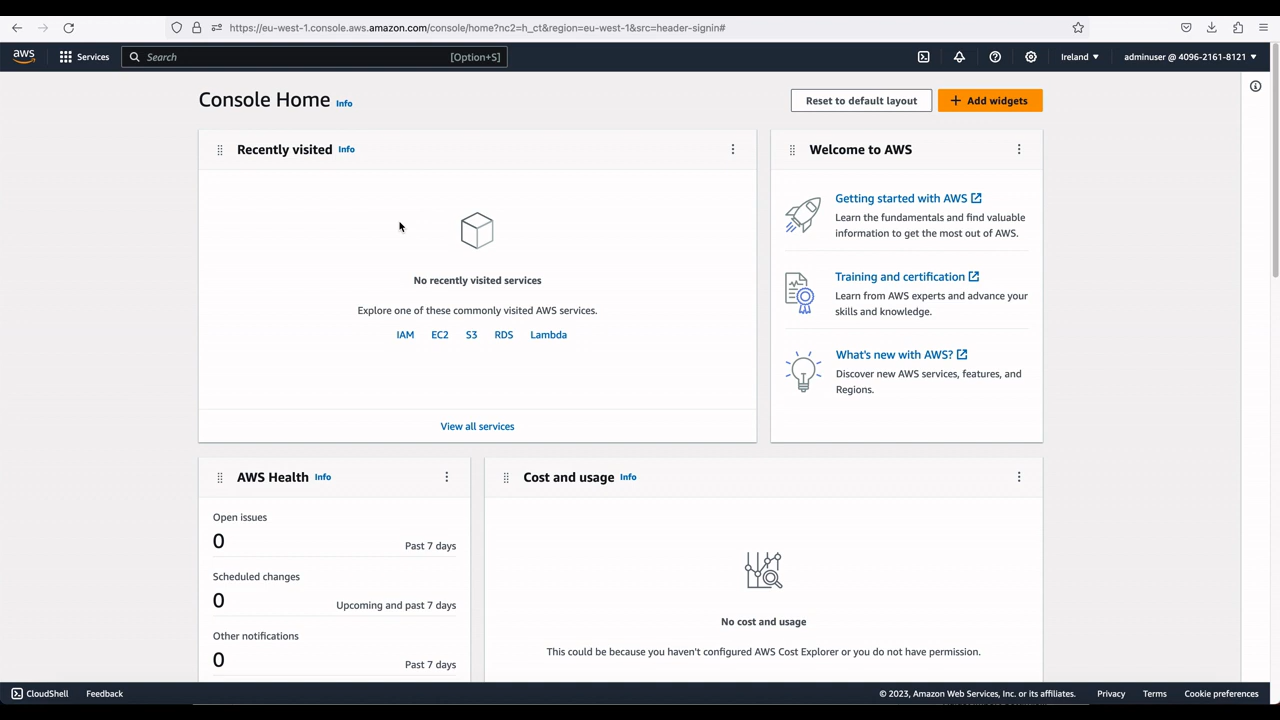 https://eu-west-1.console.aws.amazon.com/console/home?nc2=h_ct&region=eu-west-1&src=header-signin#
aws
Services
Search
[Option+S]
Ireland
adminuser @ 4096-2161-8121
Console Home Info
Reset to default layout
+ Add widgets
Recently visited Info
No recently visited services
Explore one of these commonly visited AWS services.
IAM EC2 S3 RDS Lambda
View all services
Welcome to AWS
Getting started with AWS
Learn the fundamentals and find valuable
information to get the most out of AWS.
Training and certification
Learn from AWS experts and advance your
skills and knowledge.
What's new with AWS?
Discover new AWS services, features, and
Regions.
AWS Health Info
Open issues
0 Past 7 days
Scheduled changes
0 Upcoming and past 7 days
Other notifications
0 Past 7 days
Cost and usage Info
No cost and usage
This could be because you haven't configured AWS Cost Explorer or you do not have permission.
CloudShell Feedback
© 2023, Amazon Web Services, Inc. or its affiliates. Privacy Terms Cookie preferences